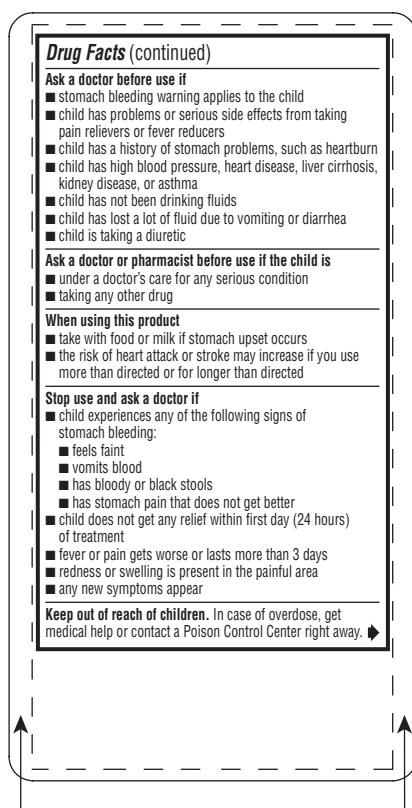 Drug Facts (continued)
Ask a doctor before use if
■ stomach bleeding warning applies to the child
■ child has problems or serious side effects from taking
pain relievers or fever reducers
■ child has a history of stomach problems, such as heartburn
■ child has high blood pressure, heart disease, liver cirrhosis,
kidney disease, or asthma
■ child has not been drinking fluids
■ child has lost a lot of fluid due to vomiting or diarrhea
■ child is taking a diuretic
Ask a doctor or pharmacist before use if the child is
■ under a doctor's care for any serious condition
■ taking any other drug
When using this product
■ take with food or milk if stomach upset occurs
■ the risk of heart attack or stroke may increase if you use
more than directed or for longer than directed
Stop use and ask a doctor if
■ child experiences any of the following signs of
stomach bleeding:
■ feels faint
■ vomits blood
■ has bloody or black stools
■ has stomach pain that does not get better
■ child does not get any relief within first day (24 hours)
of treatment
■ fever or pain gets worse or lasts more than 3 days
■ redness or swelling is present in the painful area
■ any new symptoms appear
Keep out of reach of children. In case of overdose, get
medical help or contact a Poison Control Center right away.